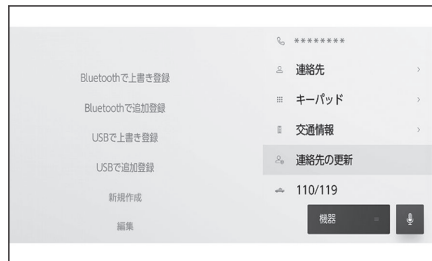 Bluetoothで上書き登録
Bluetoothで追加登録
USBで上書き登録
USBで追加登録
新規作成
編集
********
連絡先
キーパッド
交通情報
連絡先の更新
110/119
機器